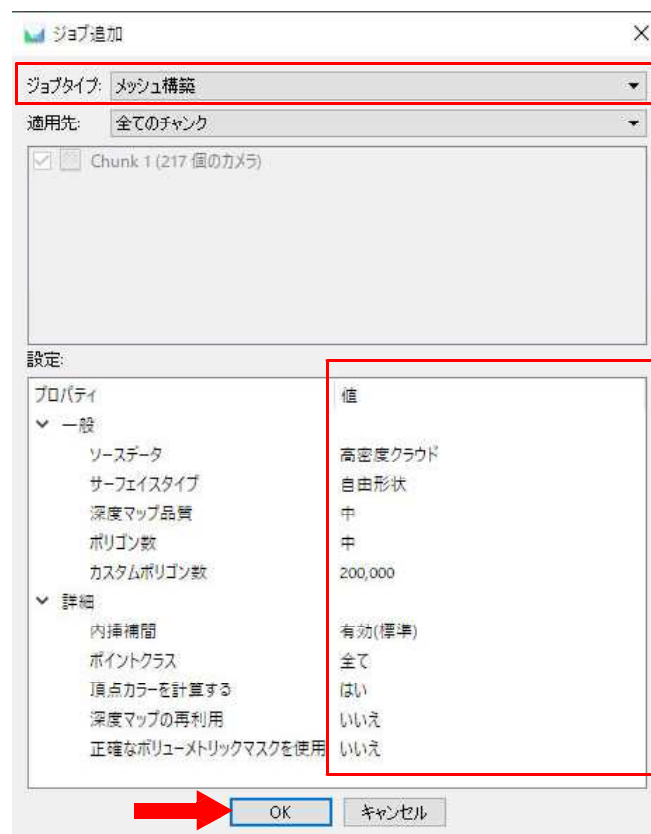 ジョブ追加
ジョブタイプ: メッシュ構築
適用先: 全てのチャンク
Chunk 1 (217 個のカメラ)
設定:
プロパティ 値
一般
ソースデータ 高密度クラウド
サーフェイスタイプ 自由形状
深度マップ品質 中
ポリゴン数 中
カスタムポリゴン数 200,000
詳細
内挿補間 有効(標準)
ポイントクラス 全て
頂点カラーを計算する はい
深度マップの再利用 いいえ
正確なボリューメトリックマスクを使用 いいえ
OK キャンセル